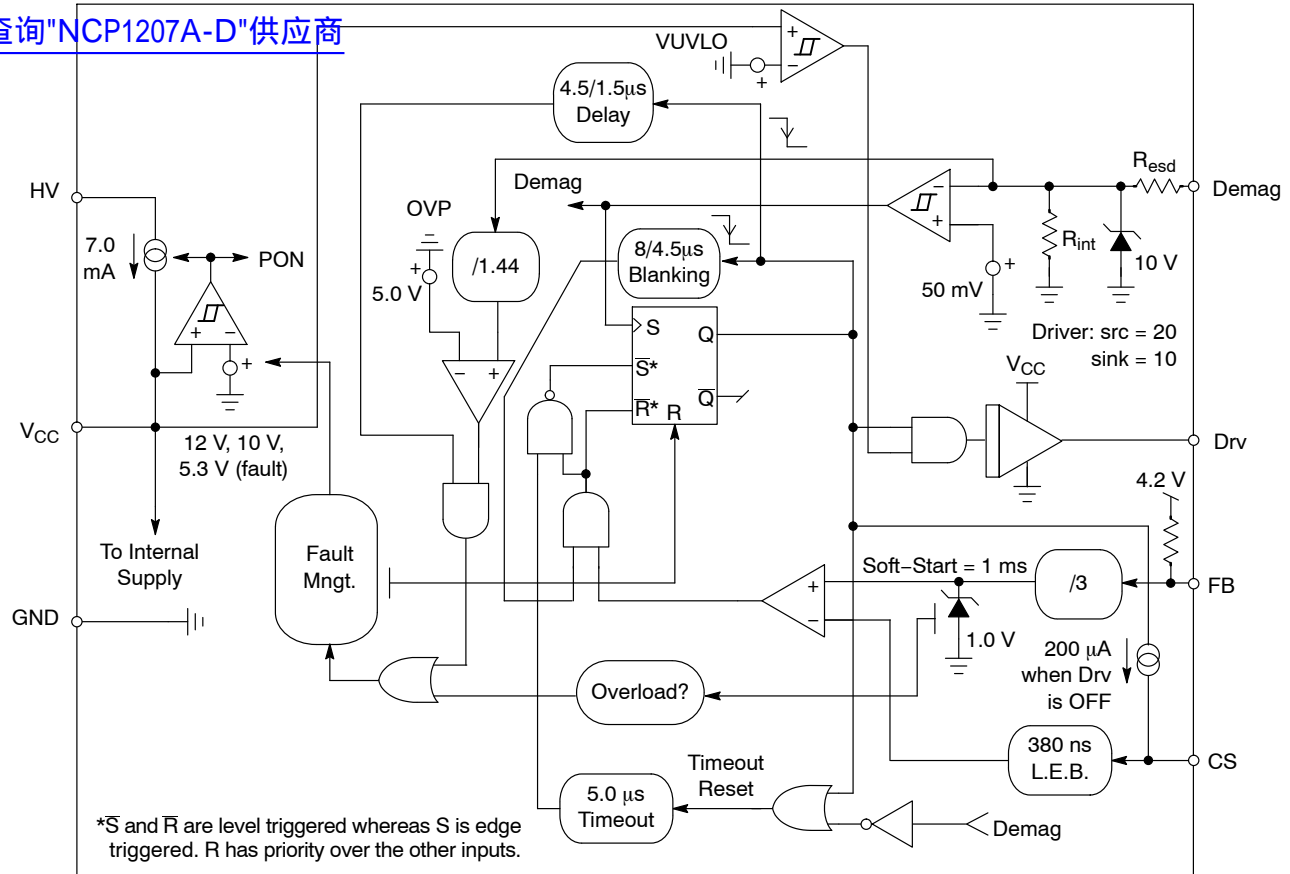 查询"NCP1207A-D"供应商
VUVLO
+
−
+
4.5/1.5μs
Delay
Resd
Demag
HV
Demag
−
+
OVP
+
5.0 V
/1.44
8/4.5μs
Blanking
Rint
10 V
+
50 mV
7.0
mA
PON
+
−
+
S
Q
S*
Q
R*
R
Driver: src = 20
sink = 10
VCC
−
+
VCC
12 V, 10 V,
5.3 V (fault)
Drv
4.2 V
To Internal
Supply
Fault
Mngt.
Soft−Start = 1 ms
+
−
/3
FB
1.0 V
GND
200 μA
when Drv
is OFF
Overload?
380 ns
L.E.B.
CS
Timeout
Reset
5.0 μs
Timeout
Demag
*S and R are level triggered whereas S is edge
triggered. R has priority over the other inputs.